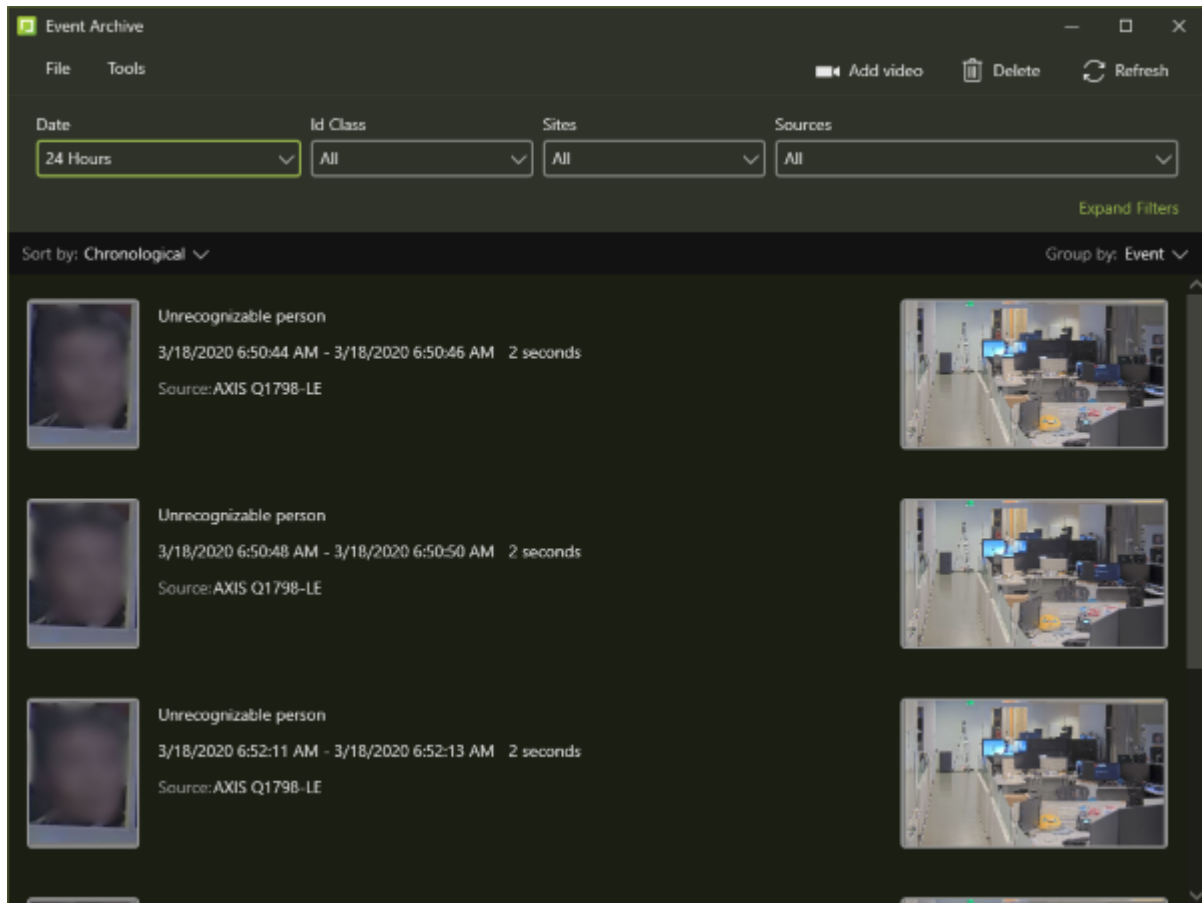 Event Archive
File Tools Add video Delete Refresh
Date Id Class Sites Sources
24 Hours All All All
Expand Filters
Sort by: Chronological Group by: Event
Unrecognizable person
3/18/2020 6:50:44 AM - 3/18/2020 6:50:46 AM 2 seconds
Source:AXIS Q1798-LE
Unrecognizable person
3/18/2020 6:50:48 AM - 3/18/2020 6:50:50 AM 2 seconds
Source:AXIS Q1798-LE
Unrecognizable person
3/18/2020 6:52:11 AM - 3/18/2020 6:52:13 AM 2 seconds
Source:AXIS Q1798-LE